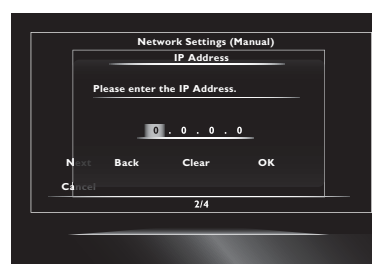 Network Settings (Manual)
IP Address
Please enter the IP Address.
0 . 0 . 0 . 0
Next Back Clear OK
Cancel
2/4